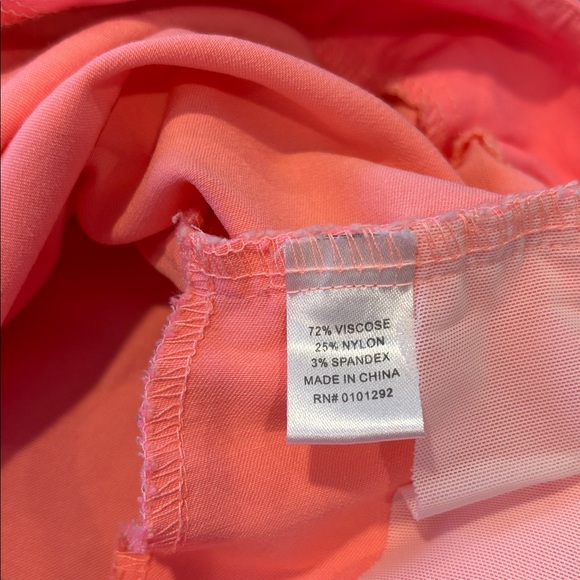 72% VISCOSE
25% NYLON
3% SPANDEX
MADE IN CHINA
RN# 0101292